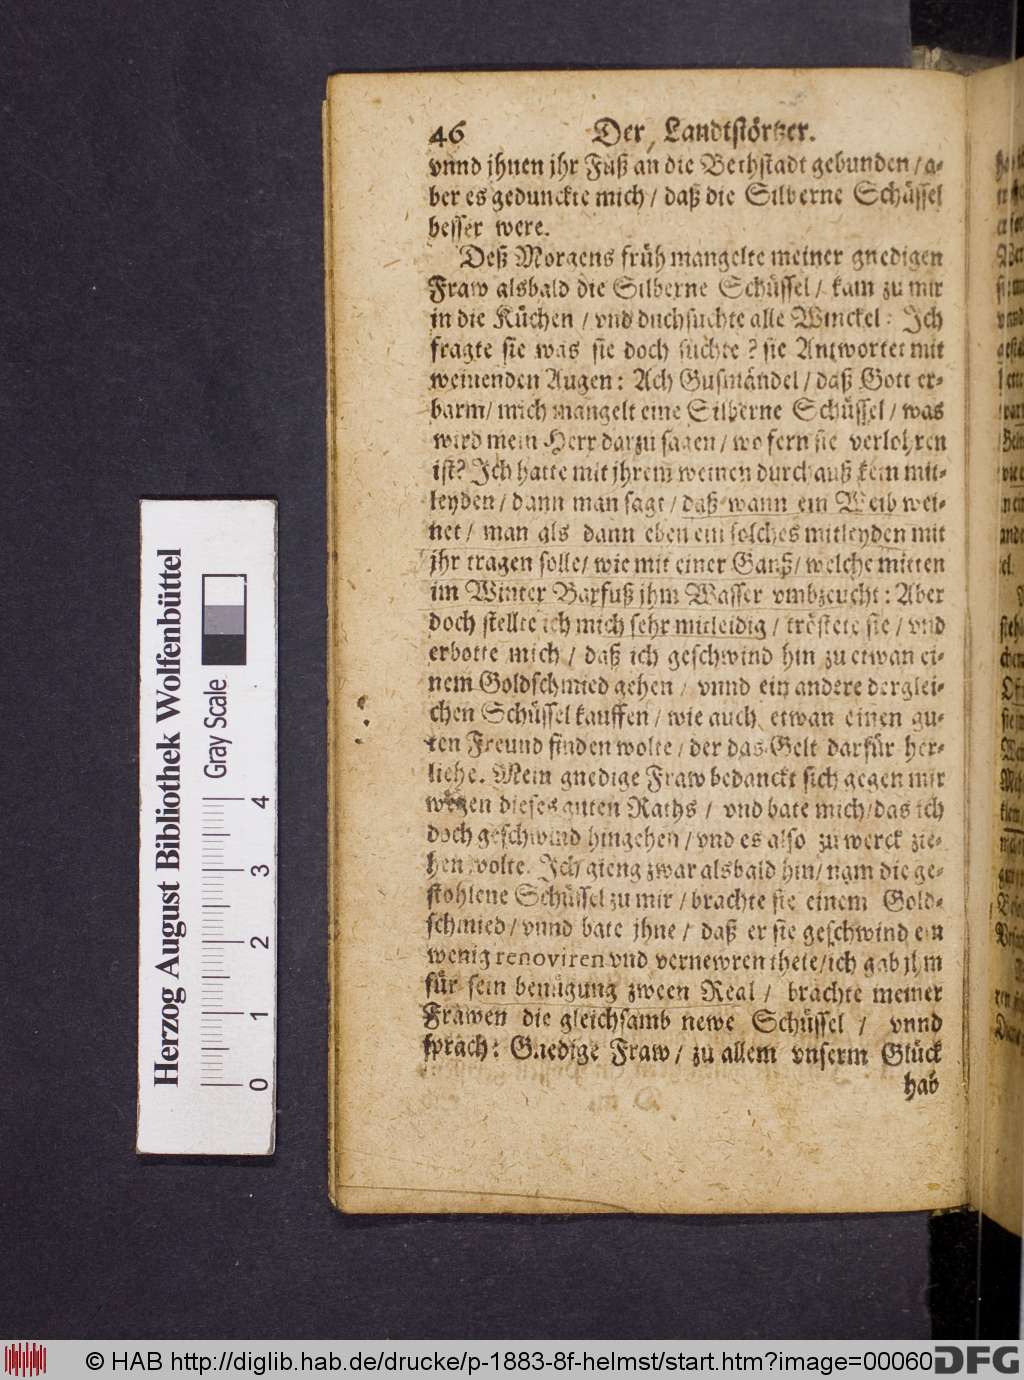 46 Der Landtstörtzer.
vnnd jhnen jhr Fuß an die Bethstadt gebunden / a-
ber es gedunckte mich / daß die Silberne Schüssel
besser were.
Deß Morgens früh mangelte meiner gnedigen
Fraw alsbald die Silberne Schüssel / kam zu mir
in die Küchen / vnd duchsuchte alle Winckel: Ich
fragte sie was sie doch suchte? sie Antwortet mit
weinenden Augen: Ach Gusmändel / daß Gott er-
barm / mich mangelt eine Silberne Schüssel / was
wird mein Herr darzu sagen / wo fern sie verlohren
ist? Ich hatte mit jhrem weinen durchauß kein mit-
leyden / dann man sagt / daß wann ein Weib wei-
net / man als dann eben ein solches mitleyden mit
jhr tragen solle / wie mit einer Ganß / welche mitten
im Winter Barfuß jhm Wasser vmbzeucht: Aber
doch stellte ich mich sehr mitleidig / tröstete sie / vnd
erbotte mich / daß ich geschwind hin zu etwan ei-
nem Goldschmied gehen / vnnd ein andere derglei-
chen Schüssel kauffen / wie auch etwan einen gu-
ten Freund finden wolte / der das Gelt darfür her-
liehe. Mein gnedige Fraw bedanckt sich gegen mir
wegen dieses guten Raths / vnd bate mich / das ich
doch geschwind hingehen / vnd es also zu werck zie-
hen wolte. Ich gieng zwar alsbald hin / nam die ge-
stohlene Schüssel zu mir / brachte sie einem Gold-
schmied / vnnd bate jhne / daß er sie geschwind ein
wenig renoviren vnd vernewren thete / ich gab jhm
für sein benügung zween Real / brachte meiner
Frawen die gleichsamb newe Schüssel / vnnd
sprach: Gnedige Fraw / zu allem vnserm Glück
hab
Herzog August Bibliothek Wolfenbüttel
Gray Scale
0 1 2 3 4
© HAB http://diglib.hab.de/drucke/p-1883-8f-helmst/start.htm?image=00060
DFG